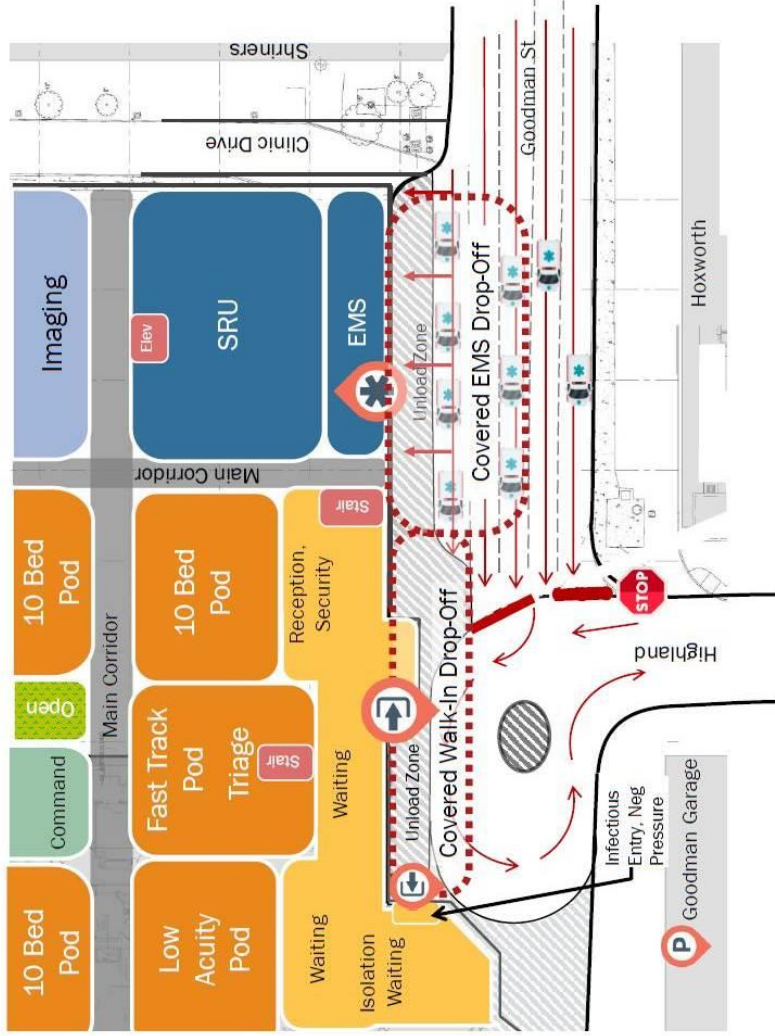 Shriners
Clinic Drive
Goodman St
Hoxworth
Imaging
Elev
SRU
EMS
Unload Zone
Covered EMS Drop-Off
Main Corridor
10 Bed
Pod
10 Bed
Pod
Stair
Reception,
Security
Open
Main Corridor
Command
Fast Track
Pod
Triage
Stair
Waiting
Unload Zone
Covered Walk-In Drop-Off
STOP
Highland
10 Bed
Pod
Low
Acuity
Pod
Waiting
Isolation
Waiting
Infectious
Entry, Neg
Pressure
P
Goodman Garage